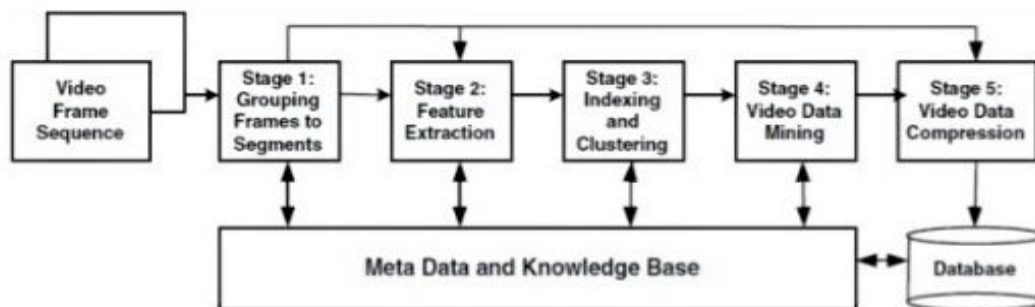 Video
Frame
Sequence
Stage 1:
Grouping
Frames to
Segments
Stage 2:
Feature
Extraction
Stage 3:
Indexing
and
Clustering
Stage 4:
Video Data
Mining
Stage 5:
Video Data
Compression
Meta Data and Knowledge Base
Database